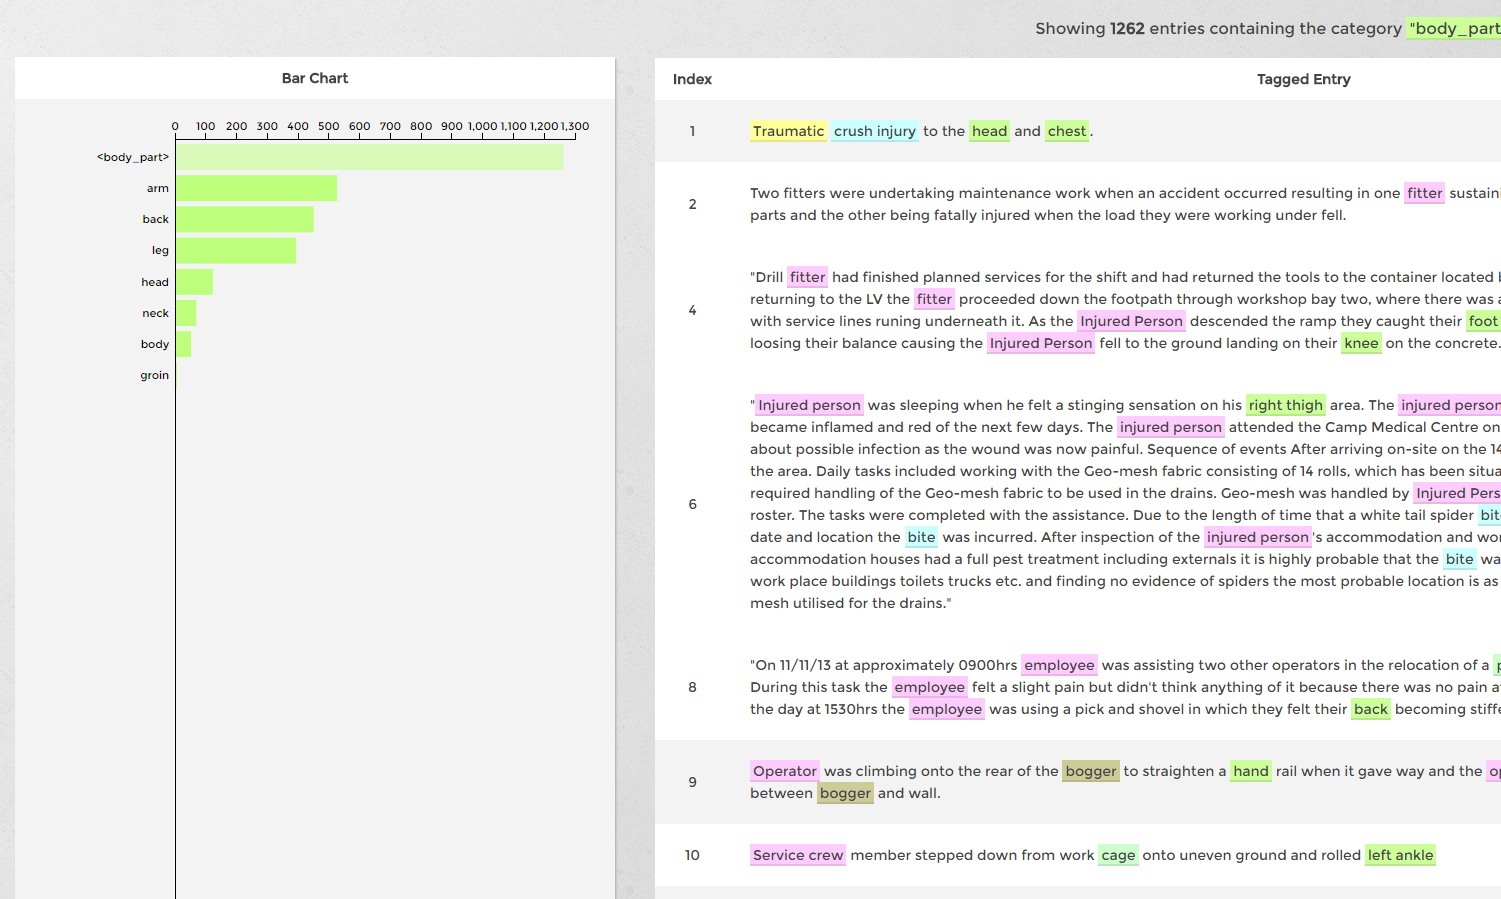 Showing 1262 entries containing the category "body_part
Bar Chart
0 100 200 300 400 500 600 700 800 900 1,000 1,100 1,200 1,300
<body_part>
arm
back
leg
head
neck
body
groin
Index Tagged Entry
1 Traumatic crush injury to the head and chest.
Two fitters were undertaking maintenance work when an accident occurred resulting in one fitter sustaini
2
parts and the other being fatally injured when the load they were working under fell.
"Drill fitter had finished planned services for the shift and had returned the tools to the container located
returning to the LV the fitter proceeded down the footpath through workshop bay two, where there was a
4
with service lines runing underneath it. As the Injured Person descended the ramp they caught their foot
loosing their balance causing the Injured Person fell to the ground landing on their knee on the concrete.
"Injured person was sleeping when he felt a stinging sensation on his right thigh area. The injured person
became inflamed and red of the next few days. The injured person attended the Camp Medical Centre on
about possible infection as the wound was now painful. Sequence of events After arriving on-site on the 14
the area. Daily tasks included working with the Geo-mesh fabric consisting of 14 rolls, which has been situa
required handling of the Geo-mesh fabric to be used in the drains. Geo-mesh was handled by Injured Pers
6
roster. The tasks were completed with the assistance. Due to the length of time that a white tail spider bit
date and location the bite was incurred. After inspection of the injured person's accommodation and wor
accommodation houses had a full pest treatment including externals it is highly probable that the bite wa
work place buildings toilets trucks etc. and finding no evidence of spiders the most probable location is as
mesh utilised for the drains."
"On 11/11/13 at approximately 0900hrs employee was assisting two other operators in the relocation of a
8
During this task the employee felt a slight pain but didn't think anything of it because there was no pain a
the day at 1530hrs the employee was using a pick and shovel in which they felt their back becoming stiffe
Operator was climbing onto the rear of the bogger to straighten a hand rail when it gave way and the op
9
between bogger and wall.
10 Service crew member stepped down from work cage onto uneven ground and rolled left ankle